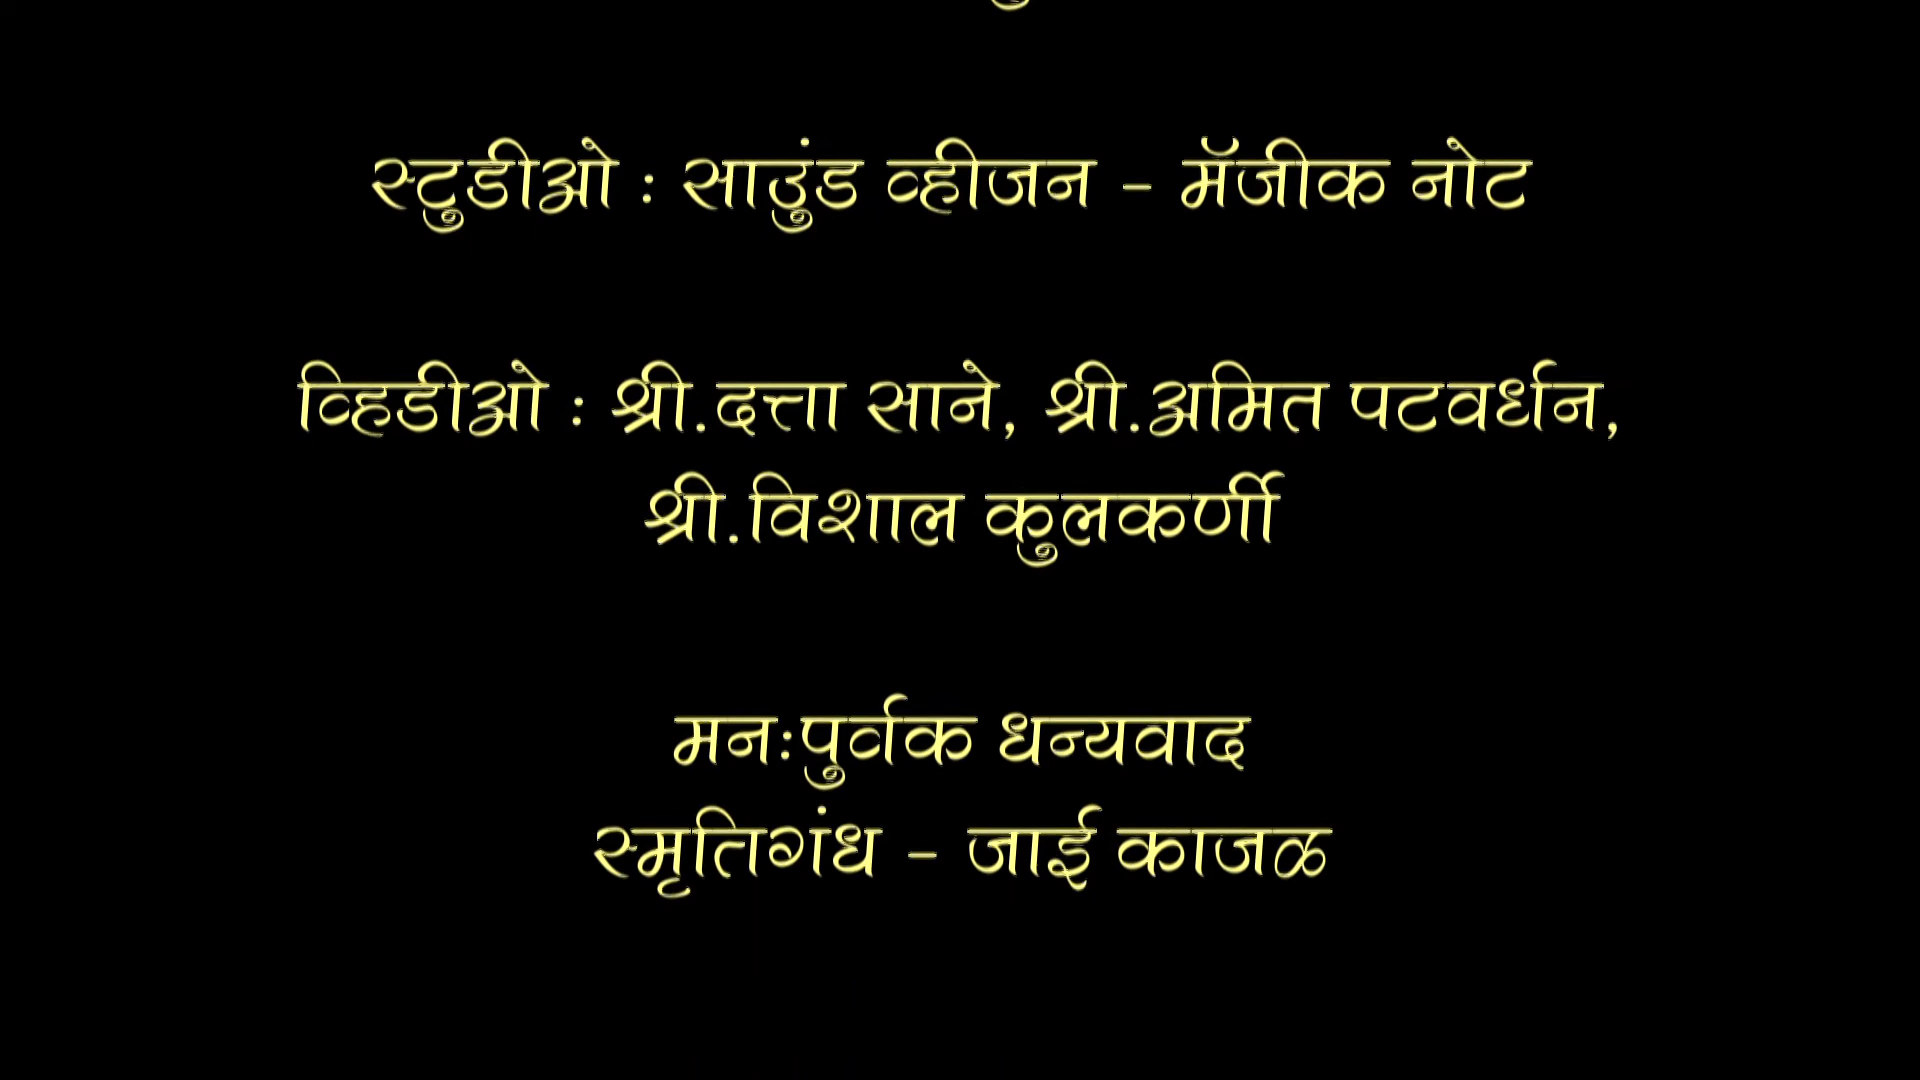 स्टुडीओ : साउुंड व्हीजन - मॅजीक नोट
व्हिडीओ : श्री.दत्ता साने, श्री.अमित पटवर्धन,
श्री.विशाल कुलकर्णी
मनःपुर्वक धन्यवाद
स्मृतिगंध - जाई काजळ